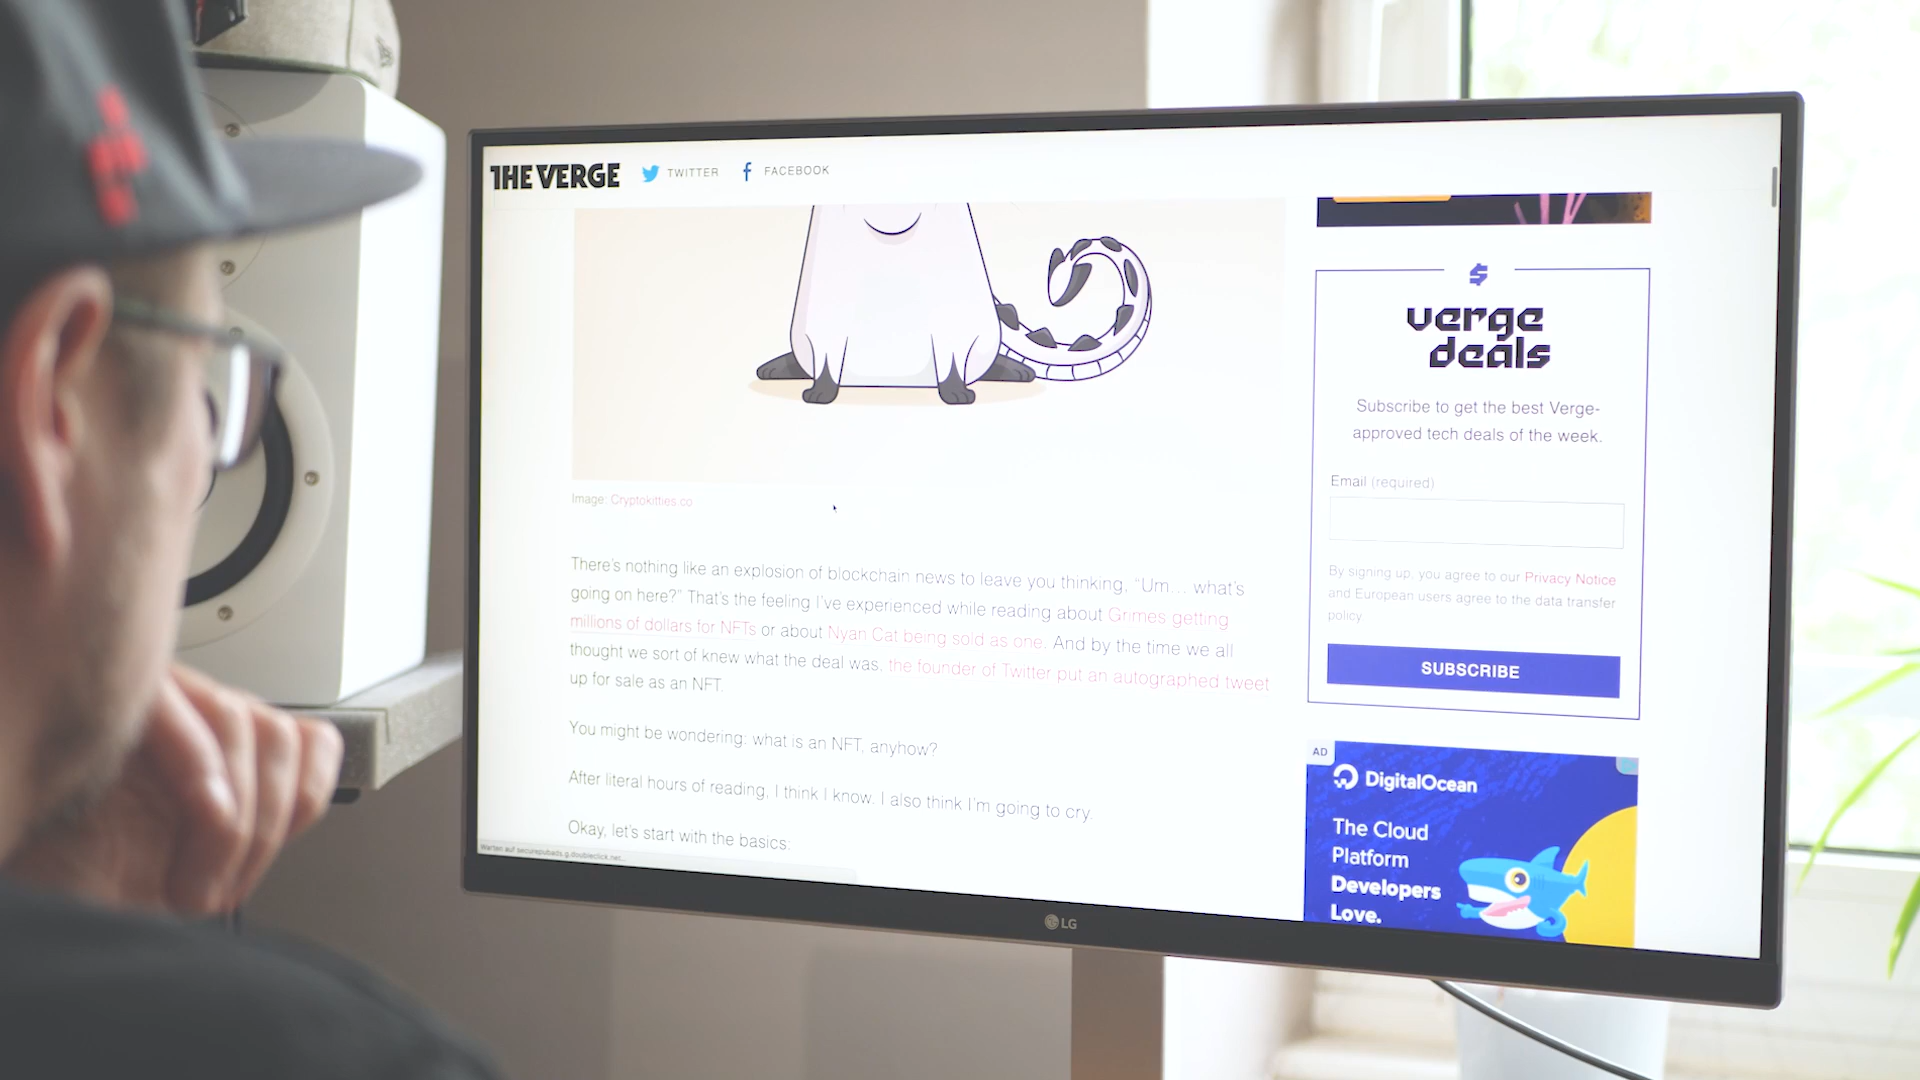 THE VERGE
TWITTER
FACEBOOK
Image: Cryptokitties.co
There's nothing like an explosion of blockchain news to leave you thinking, “Um... what's
going on here?” That's the feeling I've experienced while reading about Grimes getting
millions of dollars for NFTs or about Nyan Cat being sold as one. And by the time we all
thought we sort of knew what the deal was, the founder of Twitter put an autographed tweet
up for sale as an NFT.
You might be wondering: what is an NFT, anyhow?
After literal hours of reading, I think I know. I also think I'm going to cry.
Okay, let's start with the basics:
Warten auf securepubads.g.doubleclick.net...
$
verge
deals
Subscribe to get the best Verge-
approved tech deals of the week.
Email (required)
By signing up, you agree to our Privacy Notice
and European users agree to the data transfer
policy
SUBSCRIBE
AD
DigitalOcean
The Cloud
Platform
Developers
Love.
LG